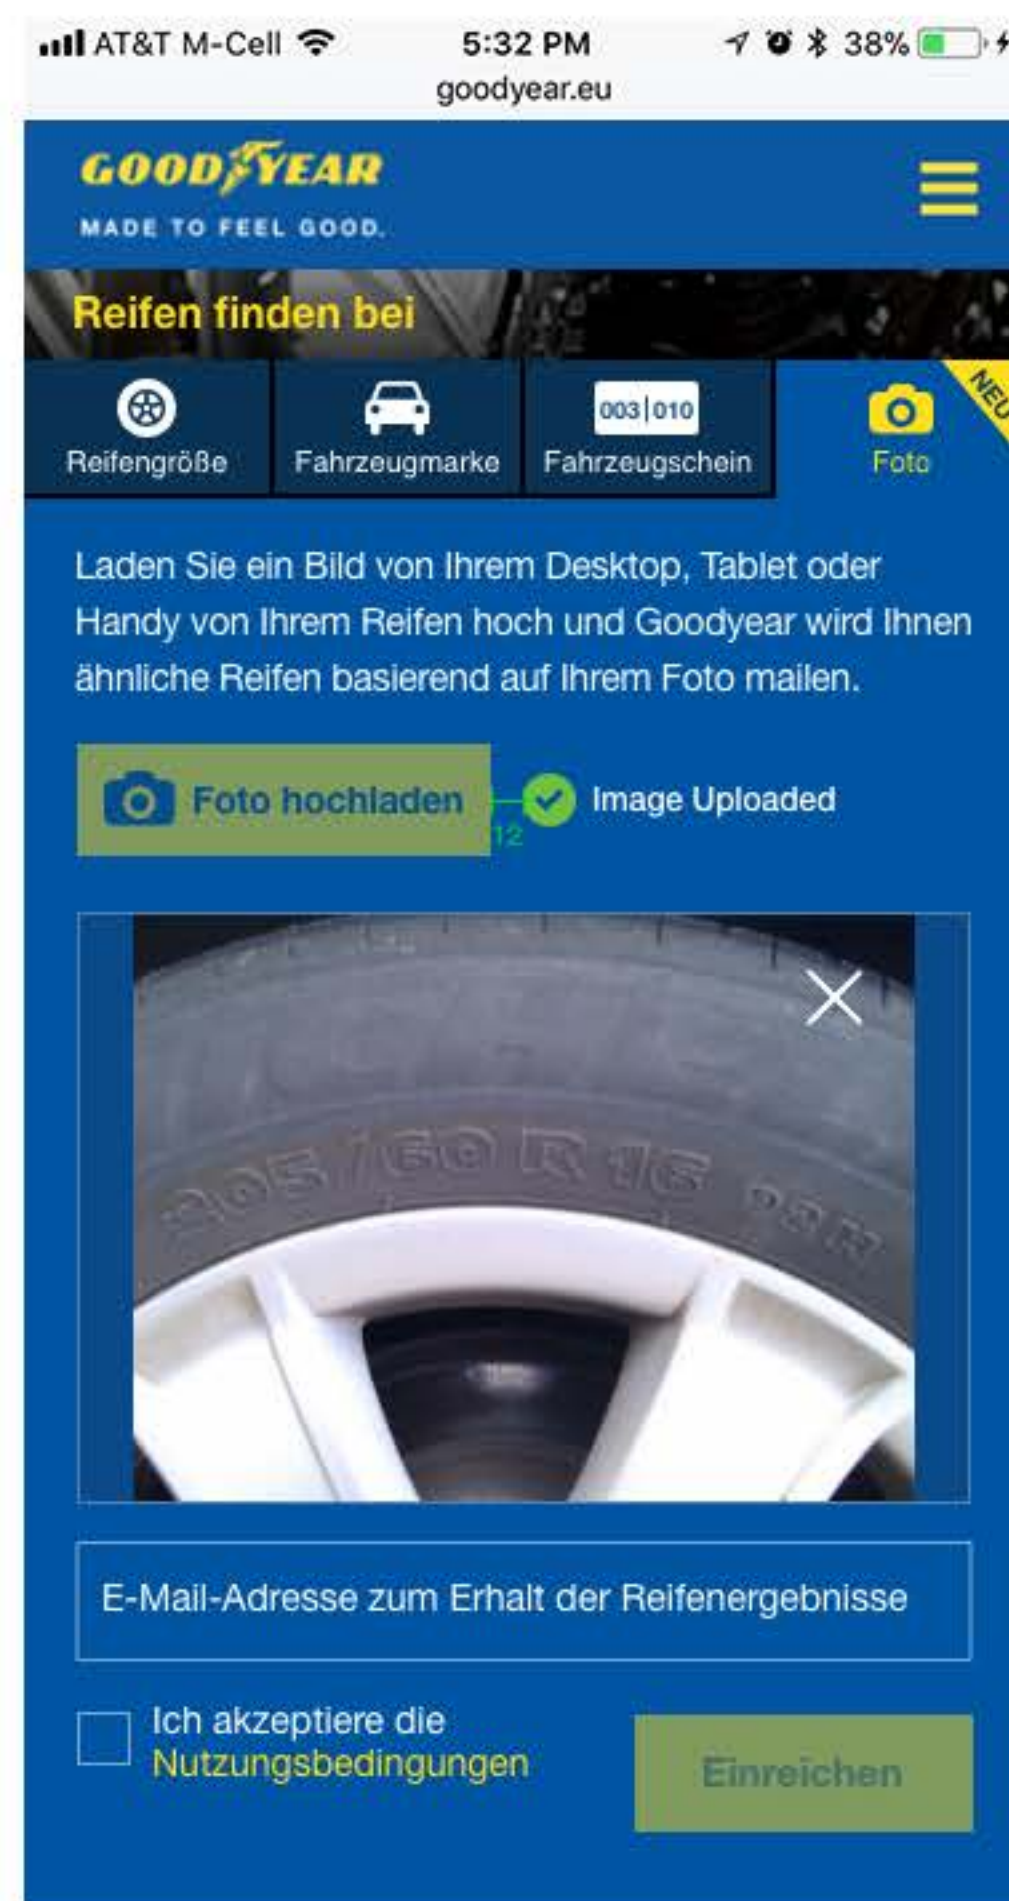 AT&T M-Cell 5:32 PM 38%
goodyear.eu
GOODYEAR
MADE TO FEEL GOOD.
Reifen finden bei
NEU
003|010
Reifengröße Fahrzeugmarke Fahrzeugschein Foto
Laden Sie ein Bild von Ihrem Desktop, Tablet oder
Handy von Ihrem Reifen hoch und Goodyear wird Ihnen
ähnliche Reifen basierend auf Ihrem Foto mailen.
Foto hochladen Image Uploaded
12
205/60 R 16
E-Mail-Adresse zum Erhalt der Reifenergebnisse
Ich akzeptiere die
Nutzungsbedingungen
Einreichen